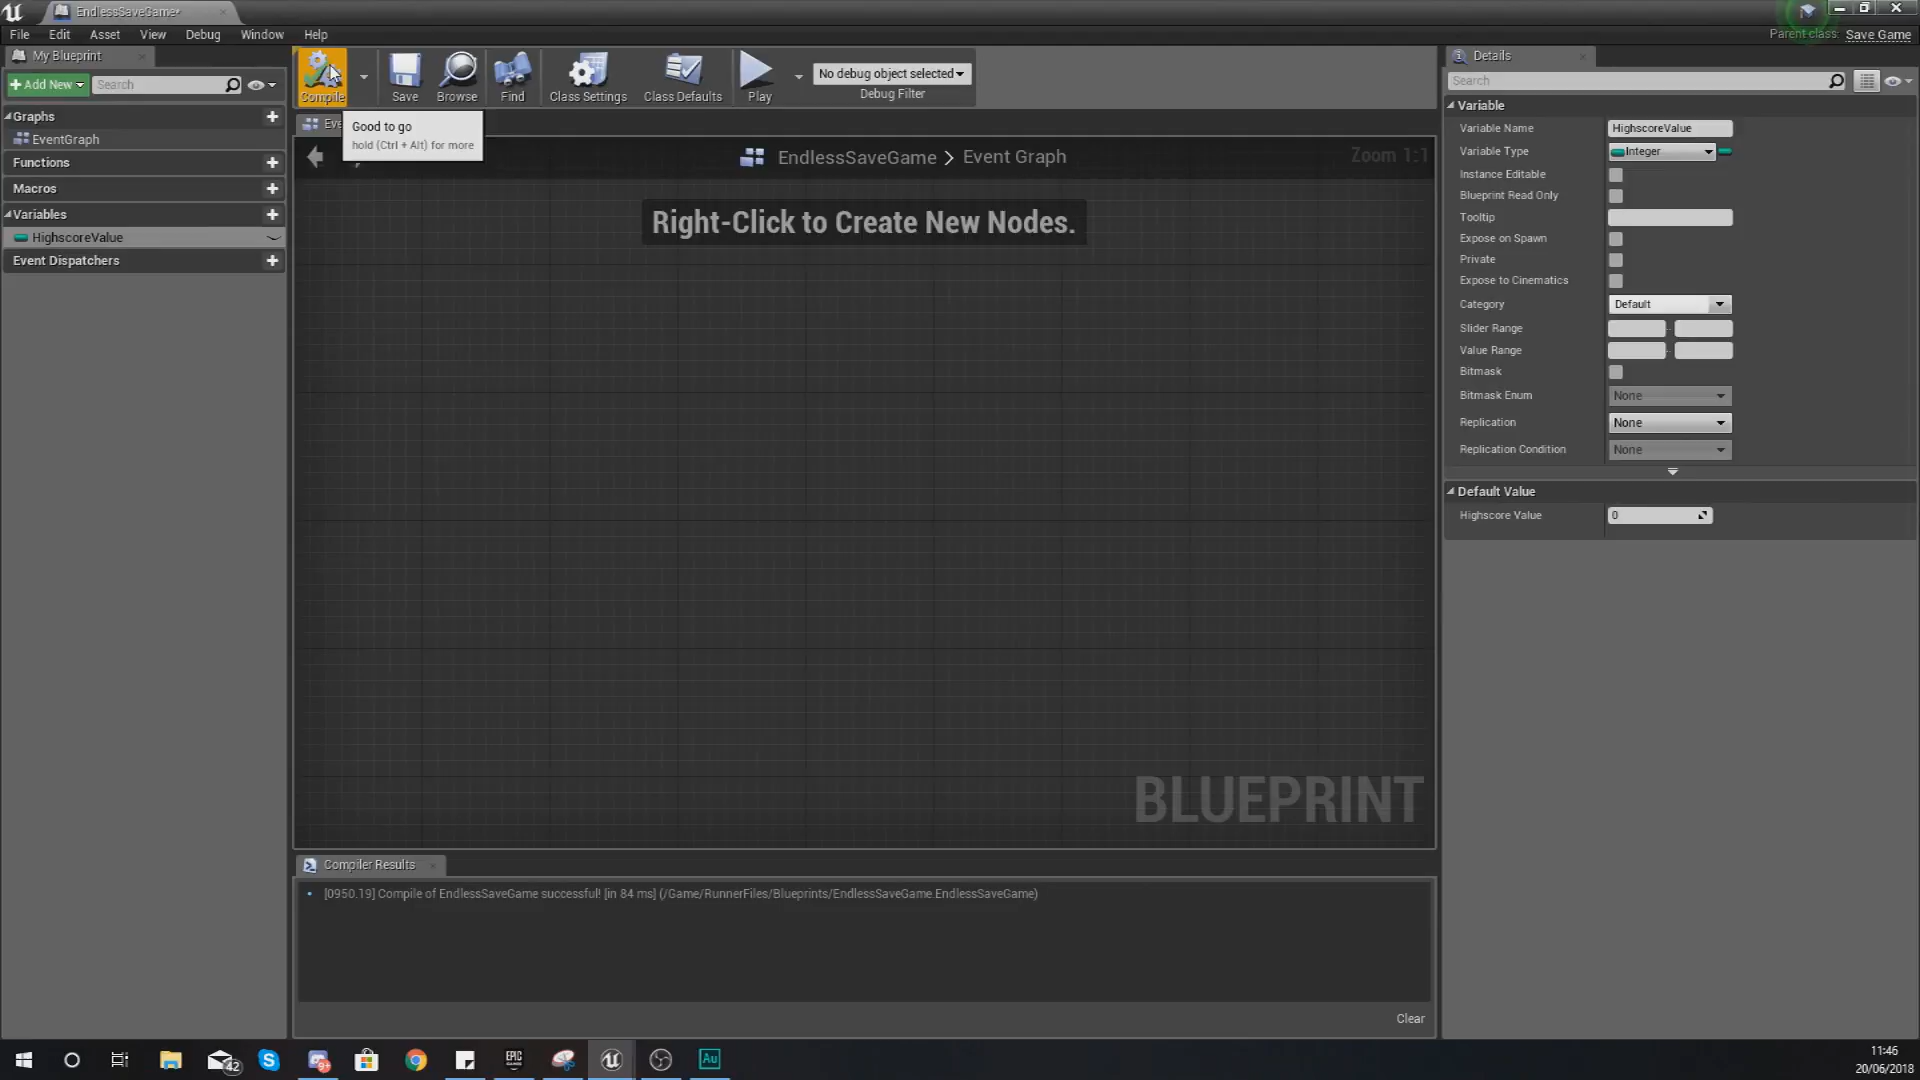 EndlessSaveGame*
File Edit Asset View Debug Window Help
Parent class: Save Game
My Blueprint
Add New
Search
Graphs
EventGraph
Functions
Macros
Variables
HighscoreValue
Event Dispatchers
Compile
Save
Browse
Find
Class Settings
Class Defaults
Play
No debug object selected
Debug Filter
Eve
Good to go
hold (Ctrl + Alt) for more
EndlessSaveGame > Event Graph
Zoom 1:1
Right-Click to Create New Nodes.
BLUEPRINT
Compiler Results
[0950.19] Compile of EndlessSaveGame successful! [in 84 ms] (/Game/RunnerFiles/Blueprints/EndlessSaveGame.EndlessSaveGame)
Clear
Details
Search
Variable
Variable Name HighscoreValue
Variable Type Integer
Instance Editable
Blueprint Read Only
Tooltip
Expose on Spawn
Private
Expose to Cinematics
Category Default
Slider Range
Value Range
Bitmask
Bitmask Enum None
Replication None
Replication Condition None
Default Value
Highscore Value 0
42
9+
EPIC GAMES
Au
11:46
20/06/2018